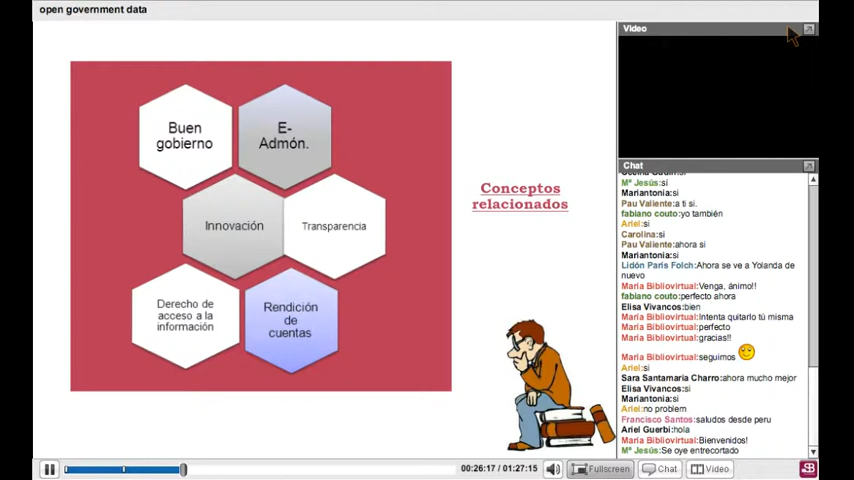 open government data
Buen
gobierno
E-
Admón.
Innovación
Transparencia
Derecho de
acceso a la
información
Rendición
de
cuentas
Conceptos
relacionados
Video
Chat
Mª Jesús:sí
Mariantonia:si
Pau Valiente:a ti si.
fabiano couto:yo también
Ariel:si
Carolina:si
Pau Valiente:ahora si
Mariantonia:si
Lidón París Folch:Ahora se ve a Yolanda de
nuevo
María Bibliovirtual:Venga, ánimo!!
fabiano couto:perfecto ahora
Elisa Vivancos:bien
María Bibliovirtual:Intenta quitarlo tú misma
María Bibliovirtual:perfecto
María Bibliovirtual:gracias!!
María Bibliovirtual:seguimos
Ariel:si
Sara Santamaria Charro:ahora mucho mejor
Elisa Vivancos:si
Mariantonia:si
Ariel:no problem
Francisco Santos:saludos desde peru
Ariel Guerbi:hola
María Bibliovirtual:Bienvenidos!
Mª Jesús:Se oye entrecortado
00:26:17 / 01:27:15
Fullscreen
Chat
Video
SB